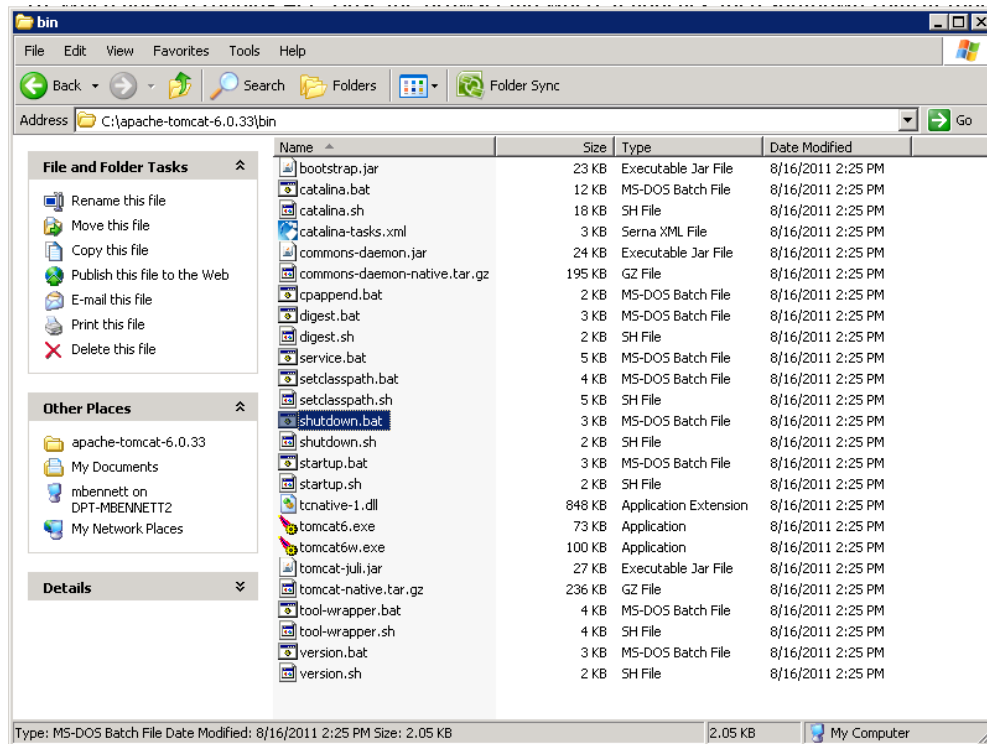 bin
File Edit View Favorites Tools Help
Back Search Folders Folder Sync
Address C:\apache-tomcat-6.0.33\bin Go
File and Folder Tasks
Rename this file
Move this file
Copy this file
Publish this file to the Web
E-mail this file
Print this file
Delete this file
Other Places
apache-tomcat-6.0.33
My Documents
mbennett on
DPT-MBENNETT2
My Network Places
Details
Name Size Type Date Modified
bootstrap.jar 23 KB Executable Jar File 8/16/2011 2:25 PM
catalina.bat 12 KB MS-DOS Batch File 8/16/2011 2:25 PM
catalina.sh 18 KB SH File 8/16/2011 2:25 PM
catalina-tasks.xml 3 KB Serna XML File 8/16/2011 2:25 PM
commons-daemon.jar 24 KB Executable Jar File 8/16/2011 2:25 PM
commons-daemon-native.tar.gz 195 KB GZ File 8/16/2011 2:25 PM
cpappend.bat 2 KB MS-DOS Batch File 8/16/2011 2:25 PM
digest.bat 3 KB MS-DOS Batch File 8/16/2011 2:25 PM
digest.sh 2 KB SH File 8/16/2011 2:25 PM
service.bat 5 KB MS-DOS Batch File 8/16/2011 2:25 PM
setclasspath.bat 4 KB MS-DOS Batch File 8/16/2011 2:25 PM
setclasspath.sh 5 KB SH File 8/16/2011 2:25 PM
shutdown.bat 3 KB MS-DOS Batch File 8/16/2011 2:25 PM
shutdown.sh 2 KB SH File 8/16/2011 2:25 PM
startup.bat 3 KB MS-DOS Batch File 8/16/2011 2:25 PM
startup.sh 2 KB SH File 8/16/2011 2:25 PM
tcnative-1.dll 848 KB Application Extension 8/16/2011 2:25 PM
tomcat6.exe 73 KB Application 8/16/2011 2:25 PM
tomcat6w.exe 100 KB Application 8/16/2011 2:25 PM
tomcat-juli.jar 27 KB Executable Jar File 8/16/2011 2:25 PM
tomcat-native.tar.gz 236 KB GZ File 8/16/2011 2:25 PM
tool-wrapper.bat 4 KB MS-DOS Batch File 8/16/2011 2:25 PM
tool-wrapper.sh 4 KB SH File 8/16/2011 2:25 PM
version.bat 3 KB MS-DOS Batch File 8/16/2011 2:25 PM
version.sh 2 KB SH File 8/16/2011 2:25 PM
Type: MS-DOS Batch File Date Modified: 8/16/2011 2:25 PM Size: 2.05 KB 2.05 KB My Computer